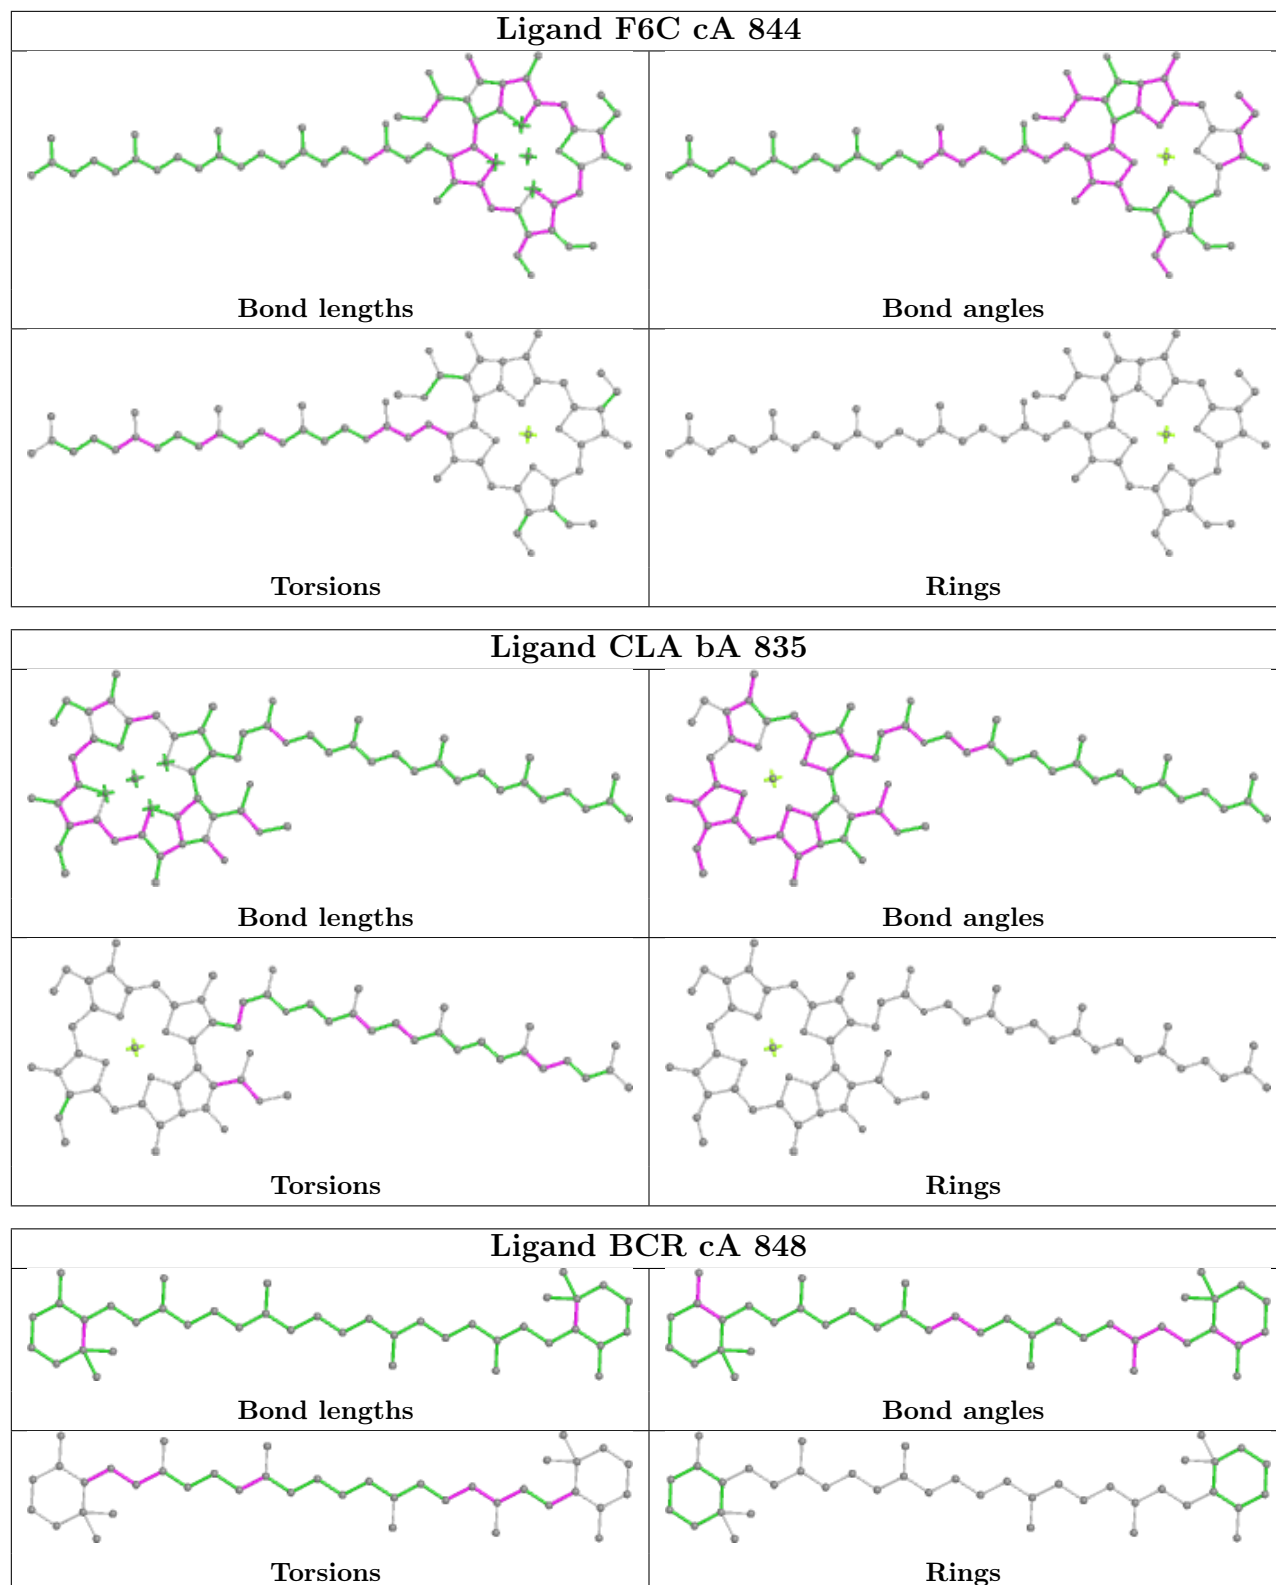 Ligand F6C cA 844
Bond lengths
Bond angles
Torsions
Rings
Ligand CLA bA 835
Bond lengths
Bond angles
Torsions
Rings
Ligand BCR cA 848
Bond lengths
Bond angles
Torsions
Rings